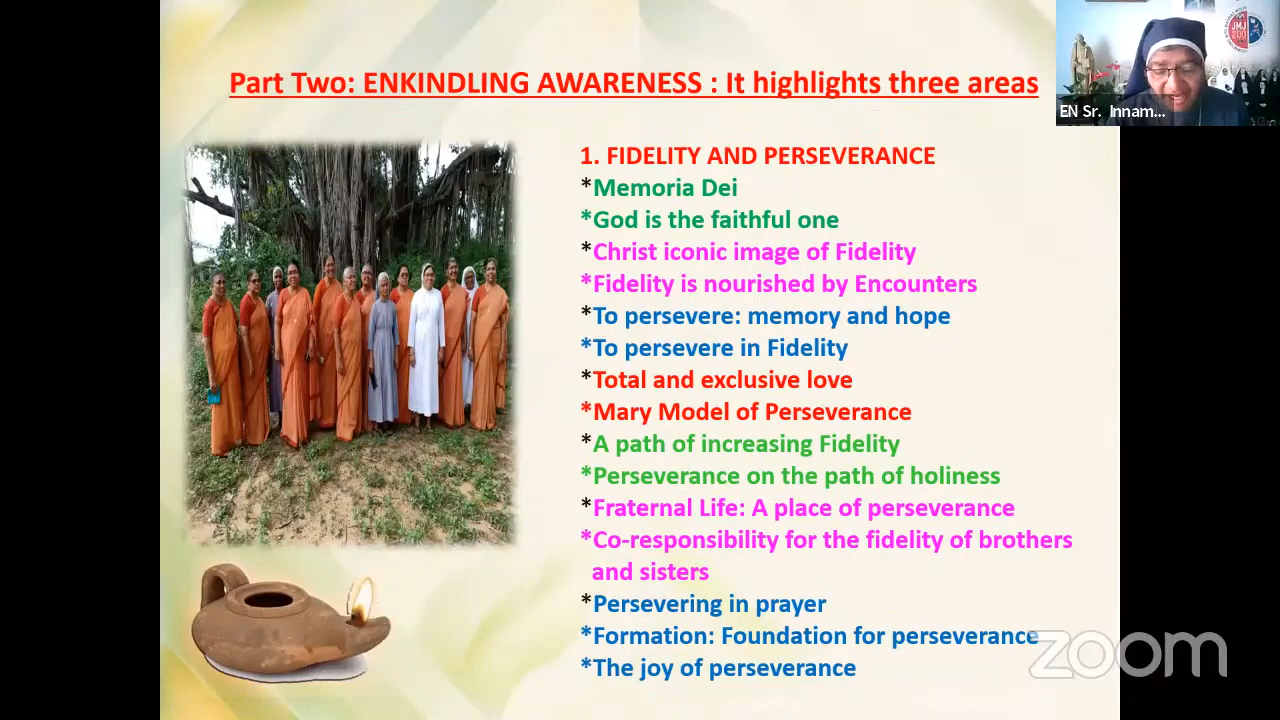 Part Two: ENKINDLING AWARENESS : It highlights three areas
JMJ
200
EN Sr. Innam...
1. FIDELITY AND PERSEVERANCE
*Memoria Dei
*God is the faithful one
*Christ iconic image of Fidelity
*Fidelity is nourished by Encounters
*To persevere: memory and hope
*To persevere in Fidelity
*Total and exclusive love
*Mary Model of Perseverance
*A path of increasing Fidelity
*Perseverance on the path of holiness
*Fraternal Life: A place of perseverance
*Co-responsibility for the fidelity of brothers
and sisters
*Persevering in prayer
*Formation: Foundation for perseverance
*The joy of perseverance
zoom